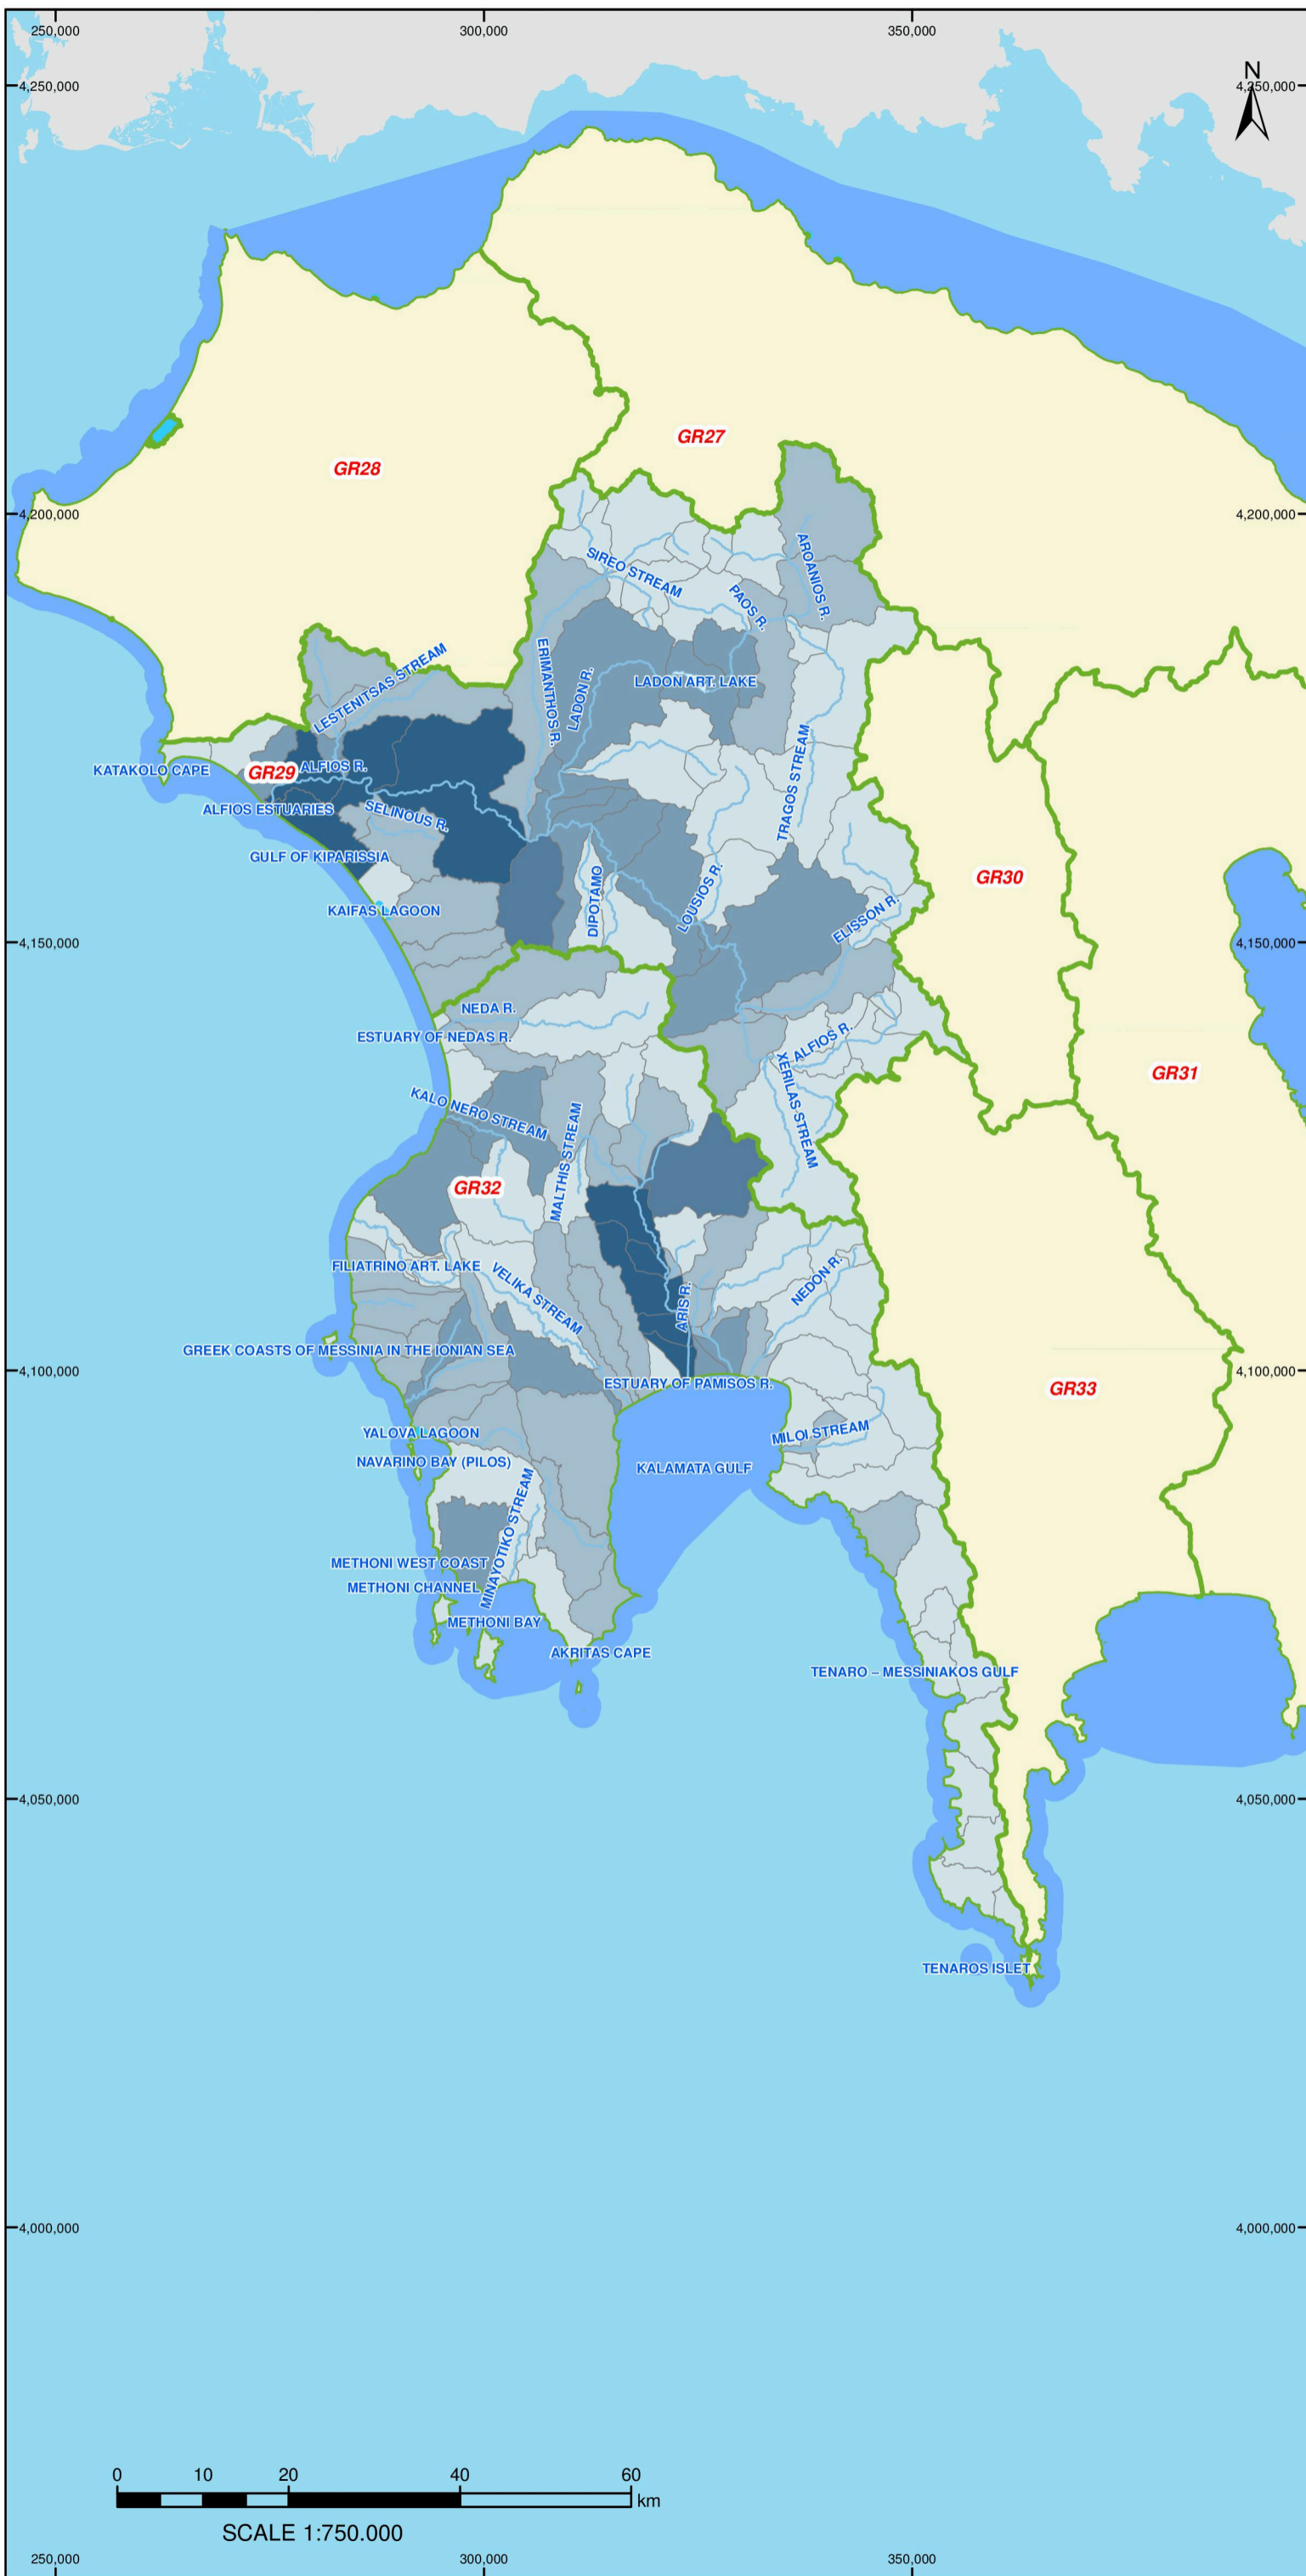 250,000
300,000
350,000
N
4,250,000
4,250,000
GR27
GR28
4,200,000
4,200,000
SIREO STREAM
AROANIOS R.
PAOS R.
LESTENITSAS STREAM
ERIMANTHOS R.
LADON R.
LADON ART. LAKE
KATAKOLO CAPE
GR29
ALFIOS R.
TRAGOS STREAM
ALFIOS ESTUARIES
SELINOUS R.
GULF OF KIPARISSIA
GR30
KAIFAS LAGOON
DIPOTAMO
LOUSIOS R.
ELISSON R.
4,150,000
4,150,000
NEDA R.
ESTUARY OF NEDAS R.
ALFIOS R.
GR31
XERILAS STREAM
KALO NERO STREAM
MALTHIS STREAM
GR32
FILIATRINO ART. LAKE
VELIKA STREAM
NEDON R.
ARIS R.
GREEK COASTS OF MESSINIA IN THE IONIAN SEA
4,100,000
4,100,000
ESTUARY OF PAMISOS R.
GR33
YALOVA LAGOON
MILOI STREAM
NAVARINO BAY (PILOS)
KALAMATA GULF
MINAYOTIKO STREAM
METHONI WEST COAST
METHONI CHANNEL
METHONI BAY
AKRITAS CAPE
TENARO – MESSINIAKOS GULF
4,050,000
4,050,000
TENAROS ISLET
4,000,000
4,000,000
0 10 20 40 60
km
SCALE 1:750.000
250,000
300,000
350,000